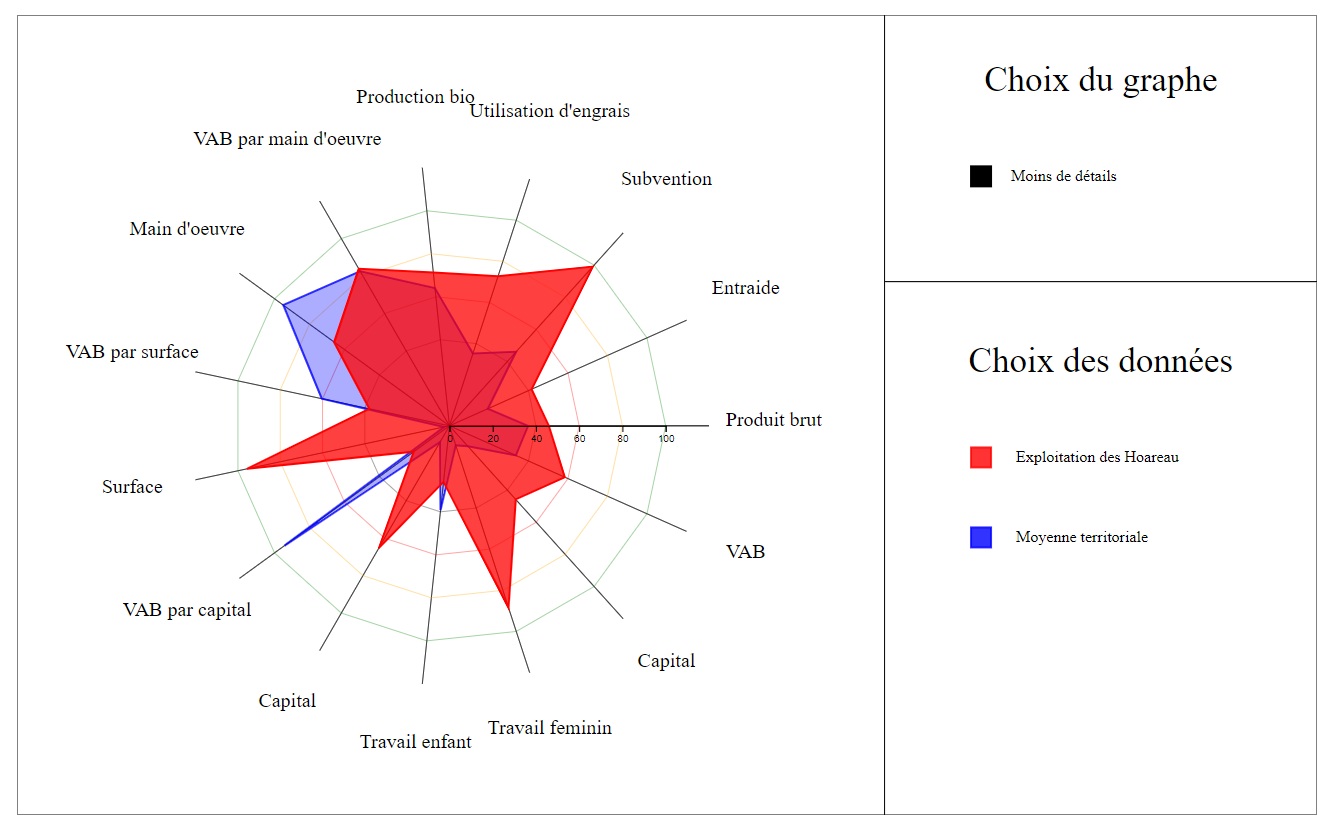 Production bio
Utilisation d'engrais
VAB par main d'oeuvre
Subvention
Main d'oeuvre
Entraide
VAB par surface
Produit brut
0 20 40 60 80 100
Surface
VAB
VAB par capital
Capital
Capital
Travail feminin
Travail enfant
Choix du graphe
Moins de détails
Choix des données
Exploitation des Hoareau
Moyenne territoriale